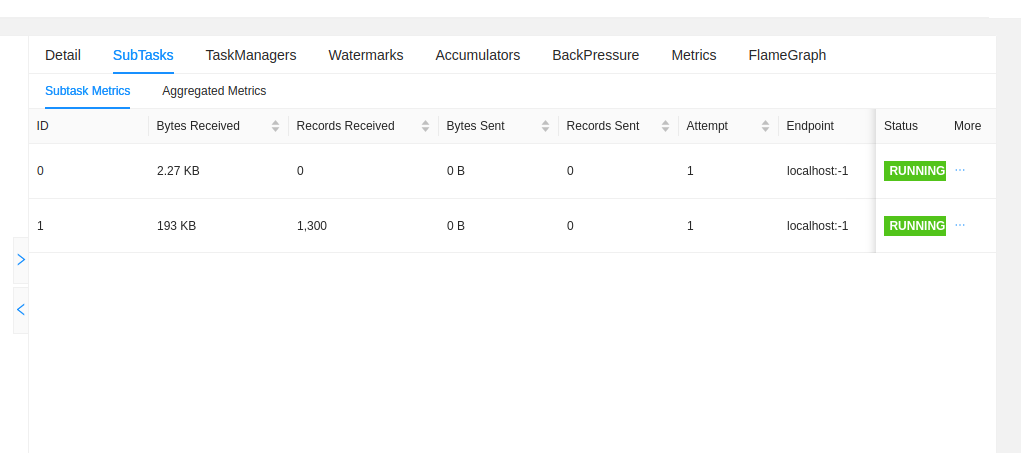 Detail SubTasks TaskManagers Watermarks Accumulators BackPressure Metrics FlameGraph
Subtask Metrics Aggregated Metrics
ID Bytes Received Records Received Bytes Sent Records Sent Attempt Endpoint Status More
0 2.27 KB 0 0 B 0 1 localhost:-1 RUNNING ...
1 193 KB 1,300 0 B 0 1 localhost:-1 RUNNING ...